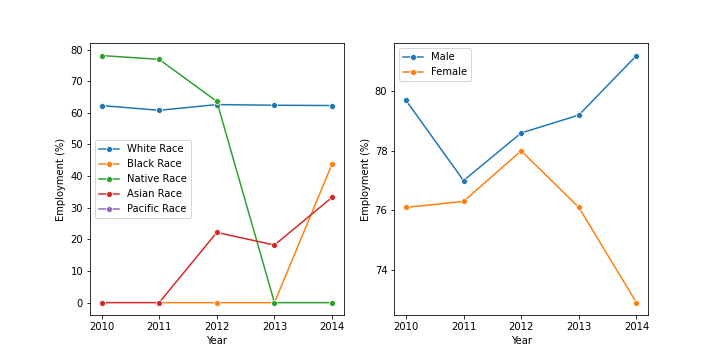 80
70
60
50
40
30
20
10
0
Employment (%)
White Race
Black Race
Native Race
Asian Race
Pacific Race
2010 2011 2012 2013 2014
Year
80
78
76
74
Employment (%)
Male
Female
2010 2011 2012 2013 2014
Year